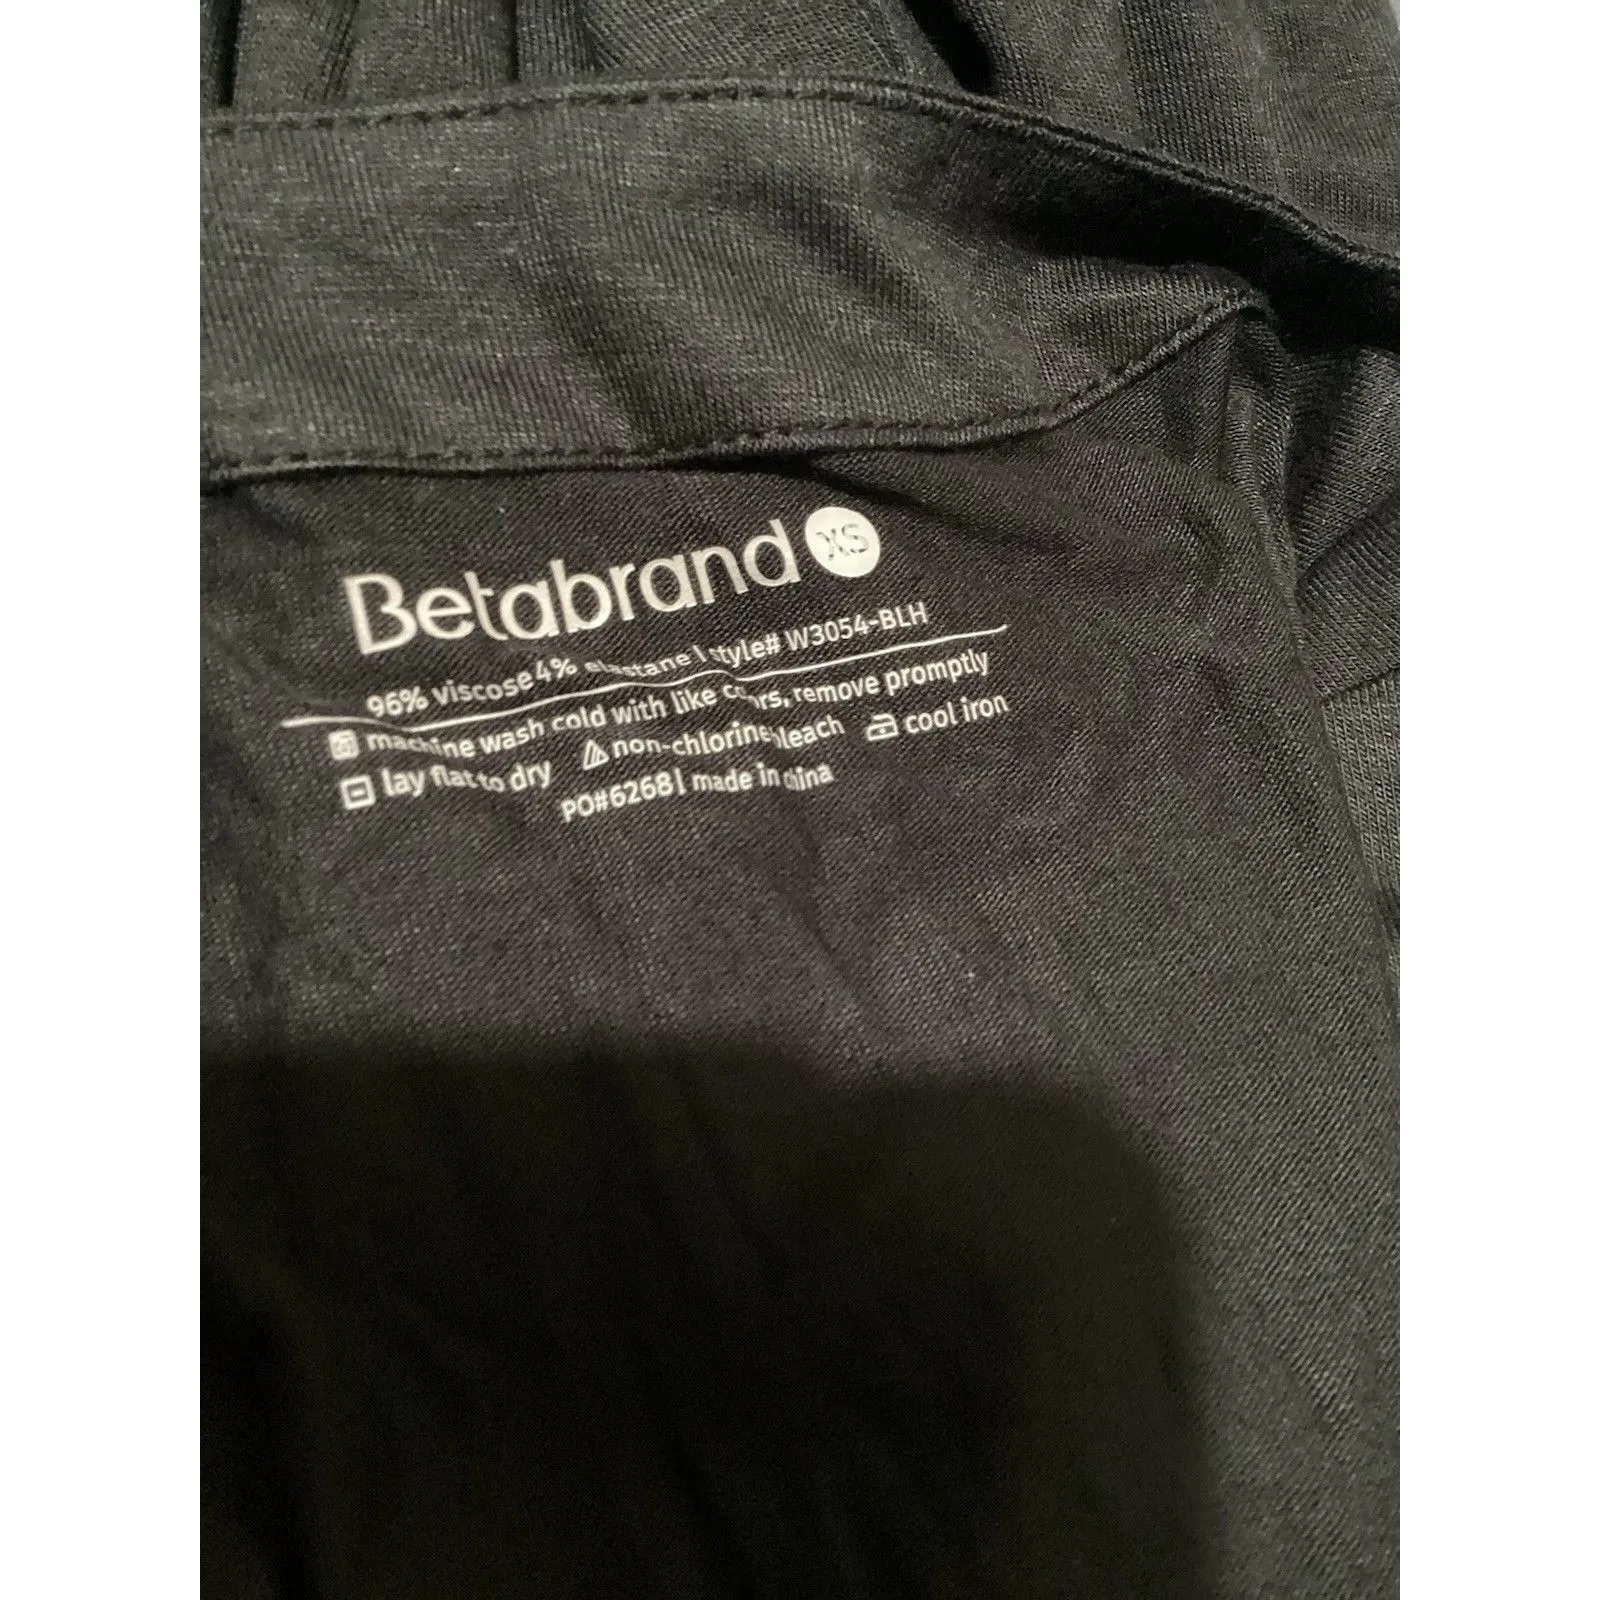 Betabrand XS
96% viscose 4% elastane | style# W3054-BLH
machine wash cold with like colors, remove promptly
non-chlorine bleach cool iron
lay flat to dry
PO#6268 | made in china